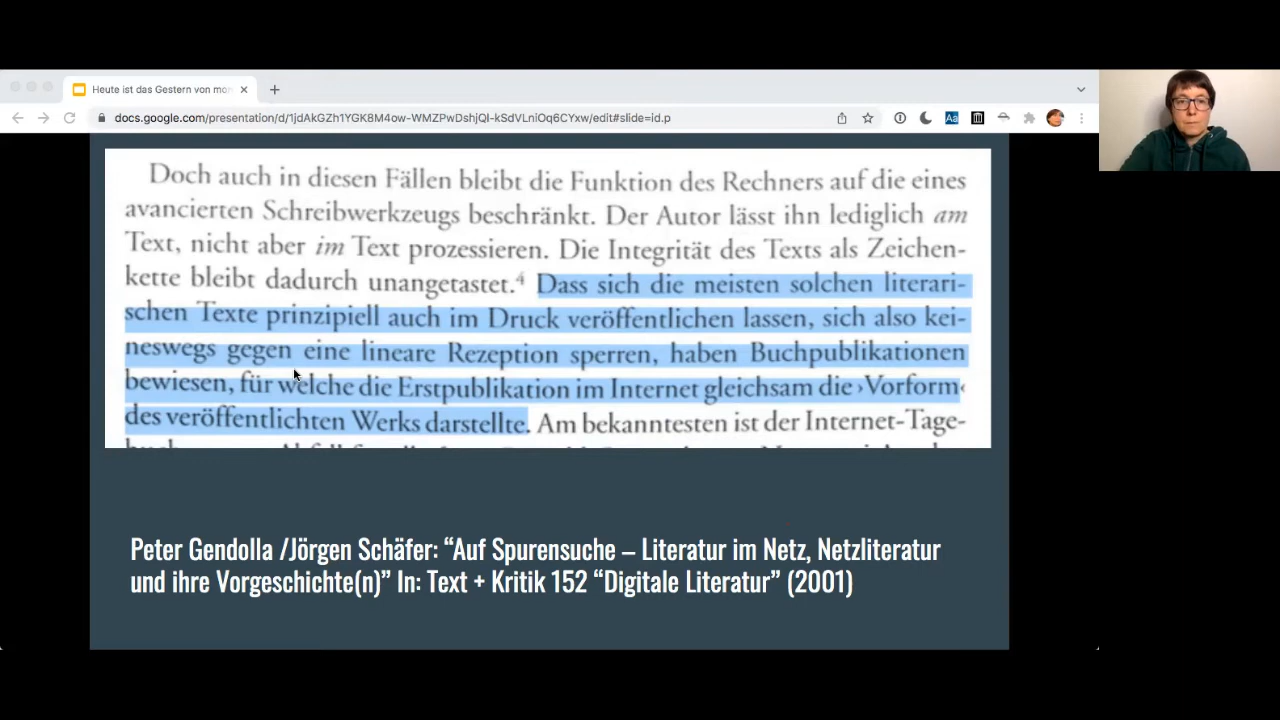 Heute ist das Gestern von mor
docs.google.com/presentation/d/1jdAkGZh1YGK8M4ow-WMZPwDshjQI-kSdVLniOq6CYxw/edit#slide=id.p
Doch auch in diesen Fällen bleibt die Funktion des Rechners auf die eines
avancierten Schreibwerkzeugs beschränkt. Der Autor lässt ihn lediglich am
Text, nicht aber im Text prozessieren. Die Integrität des Texts als Zeichen-
kette bleibt dadurch unangetastet.⁴ Dass sich die meisten solchen literari-
schen Texte prinzipiell auch im Druck veröffentlichen lassen, sich also kei-
neswegs gegen eine lineare Rezeption sperren, haben Buchpublikationen
bewiesen, für welche die Erstpublikation im Internet gleichsam die ›Vorform‹
des veröffentlichten Werks darstellte. Am bekanntesten ist der Internet-Tage-
Peter Gendolla /Jörgen Schäfer: “Auf Spurensuche – Literatur im Netz, Netzliteratur
und ihre Vorgeschichte(n)” In: Text + Kritik 152 “Digitale Literatur” (2001)